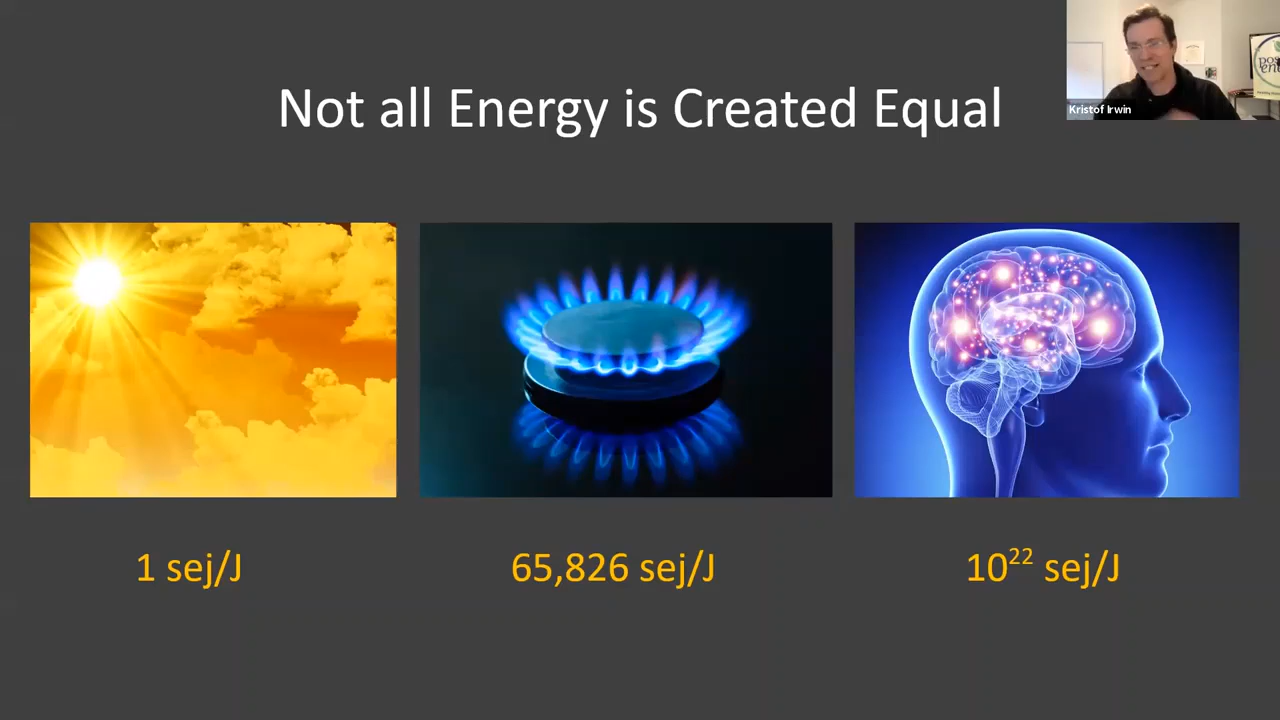 Not all Energy is Created Equal
Kristof Irwin
1 sej/J
65,826 sej/J
10²² sej/J